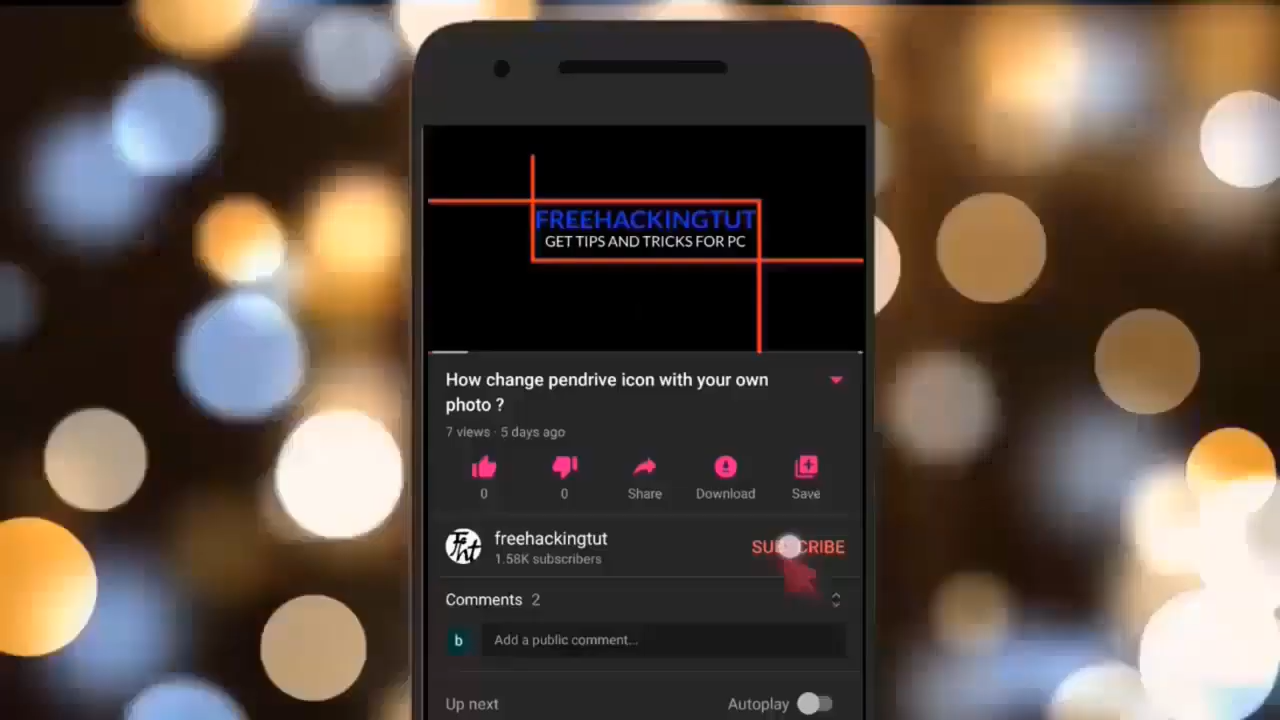 FREEHACKINGTUT
GET TIPS AND TRICKS FOR PC
How change pendrive icon with your own
photo ?
7 views · 5 days ago
0
0
Share
Download
Save
Fht
freehackingtut
1.58K subscribers
SUBSCRIBE
Comments 2
b
Add a public comment...
Up next
Autoplay